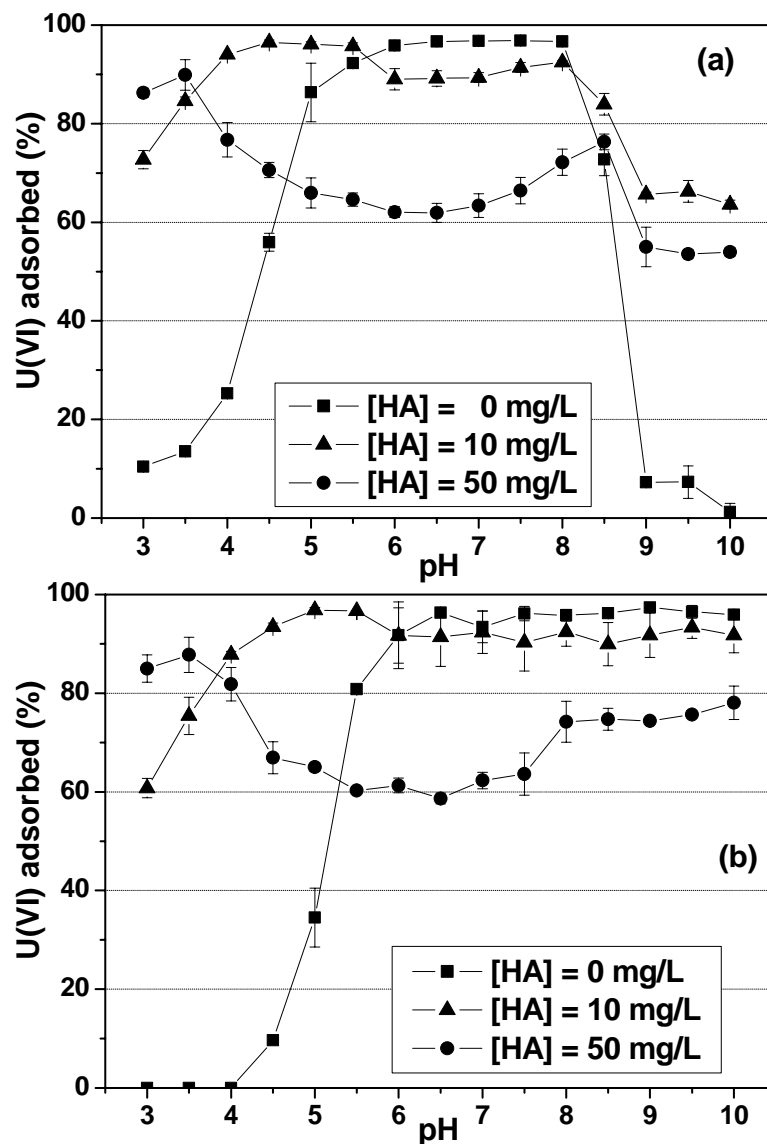 100
80
60
40
20
0
U(VI) adsorbed (%)
(a)
[HA] = 0 mg/L
[HA] = 10 mg/L
[HA] = 50 mg/L
3 4 5 6 7 8 9 10
pH
100
80
60
40
20
0
U(VI) adsorbed (%)
(b)
[HA] = 0 mg/L
[HA] = 10 mg/L
[HA] = 50 mg/L
3 4 5 6 7 8 9 10
pH